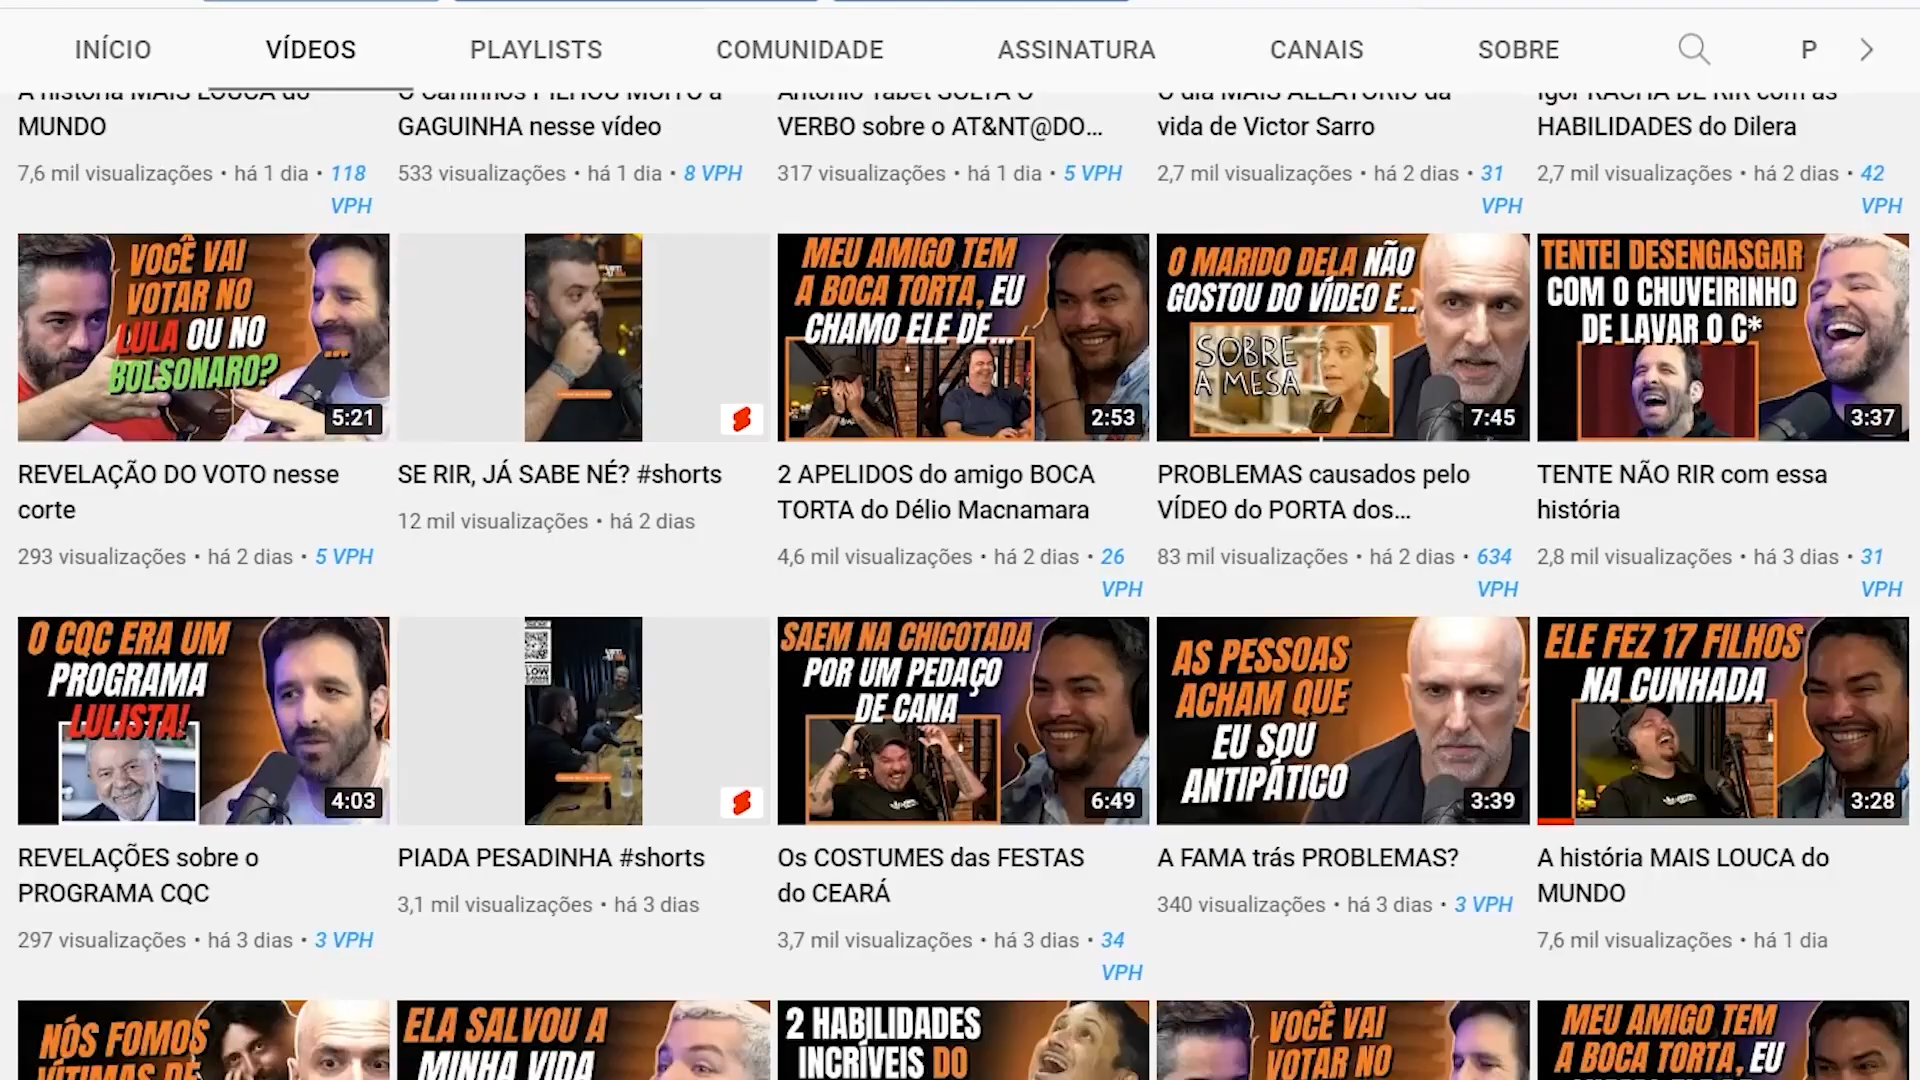 INÍCIO VÍDEOS PLAYLISTS COMUNIDADE ASSINATURA CANAIS SOBRE P
A história MAIS LOUCA do
MUNDO
7,6 mil visualizações • há 1 dia • 118
VPH
O Carlinhos FILHOU MUITO a
GAGUINHA nesse vídeo
533 visualizações • há 1 dia • 8 VPH
Antonio Tabet SOLTA O
VERBO sobre o AT&NT@DO...
317 visualizações • há 1 dia • 5 VPH
O dia MAIS ALEATÓRIO da
vida de Victor Sarro
2,7 mil visualizações • há 2 dias • 31
VPH
Igor RACHA DE RIR com as
HABILIDADES do Dilera
2,7 mil visualizações • há 2 dias • 42
VPH
VOCÊ VAI
VOTAR NO
LULA OU NO
BOLSONARO?
5:21
REVELAÇÃO DO VOTO nesse
corte
293 visualizações • há 2 dias • 5 VPH
SE RIR, JÁ SABE NÉ? #shorts
12 mil visualizações • há 2 dias
MEU AMIGO TEM
A BOCA TORTA, EU
CHAMO ELE DE...
2:53
2 APELIDOS do amigo BOCA
TORTA do Délio Macnamara
4,6 mil visualizações • há 2 dias • 26
VPH
O MARIDO DELA NÃO
GOSTOU DO VÍDEO E...
SOBRE
A MESA
7:45
PROBLEMAS causados pelo
VÍDEO do PORTA dos...
83 mil visualizações • há 2 dias • 634
VPH
TENTEI DESENGASGAR
COM O CHUVEIRINHO
DE LAVAR O C*
3:37
TENTE NÃO RIR com essa
história
2,8 mil visualizações • há 3 dias • 31
VPH
O CQC ERA UM
PROGRAMA
LULISTA!
4:03
REVELAÇÕES sobre o
PROGRAMA CQC
297 visualizações • há 3 dias • 3 VPH
PIADA PESADINHA #shorts
3,1 mil visualizações • há 3 dias
SAEM NA CHICOTADA
POR UM PEDAÇO
DE CANA
6:49
Os COSTUMES das FESTAS
do CEARÁ
3,7 mil visualizações • há 3 dias • 34
VPH
AS PESSOAS
ACHAM QUE
EU SOU
ANTIPÁTICO
3:39
A FAMA trás PROBLEMAS?
340 visualizações • há 3 dias • 3 VPH
ELE FEZ 17 FILHOS
NA CUNHADA
3:28
A história MAIS LOUCA do
MUNDO
7,6 mil visualizações • há 1 dia
NÓS FOMOS
VÍTIMAS DE
ELA SALVOU A
MINHA VIDA
2 HABILIDADES
INCRÍVEIS DO
VOCÊ VAI
VOTAR NO
MEU AMIGO TEM
A BOCA TORTA, EU